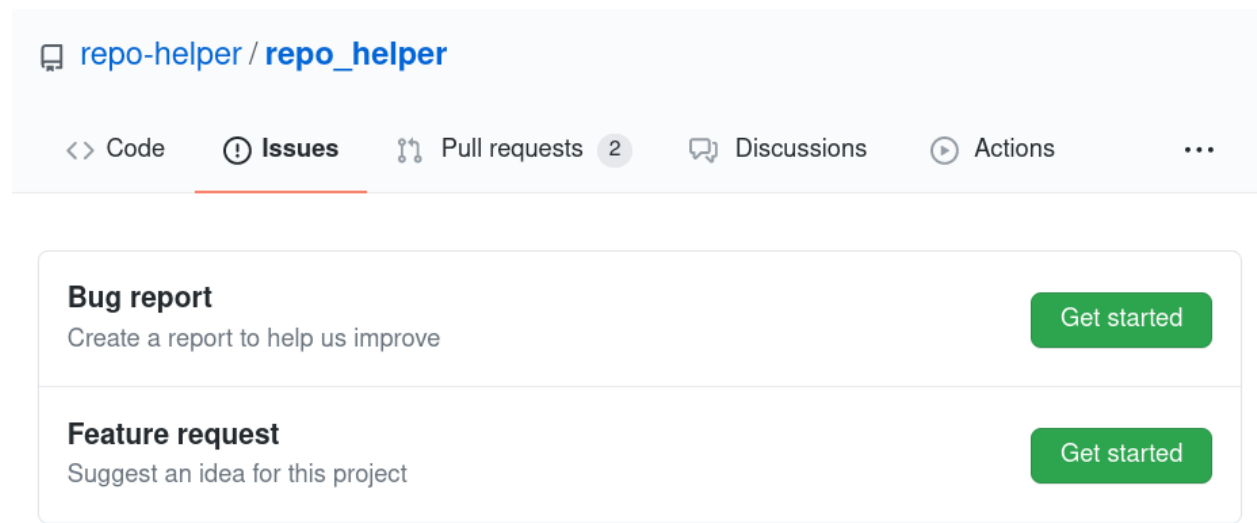 repo-helper / repo_helper
Code Issues Pull requests 2 Discussions Actions ...
Bug report
Create a report to help us improve
Get started
Feature request
Suggest an idea for this project
Get started